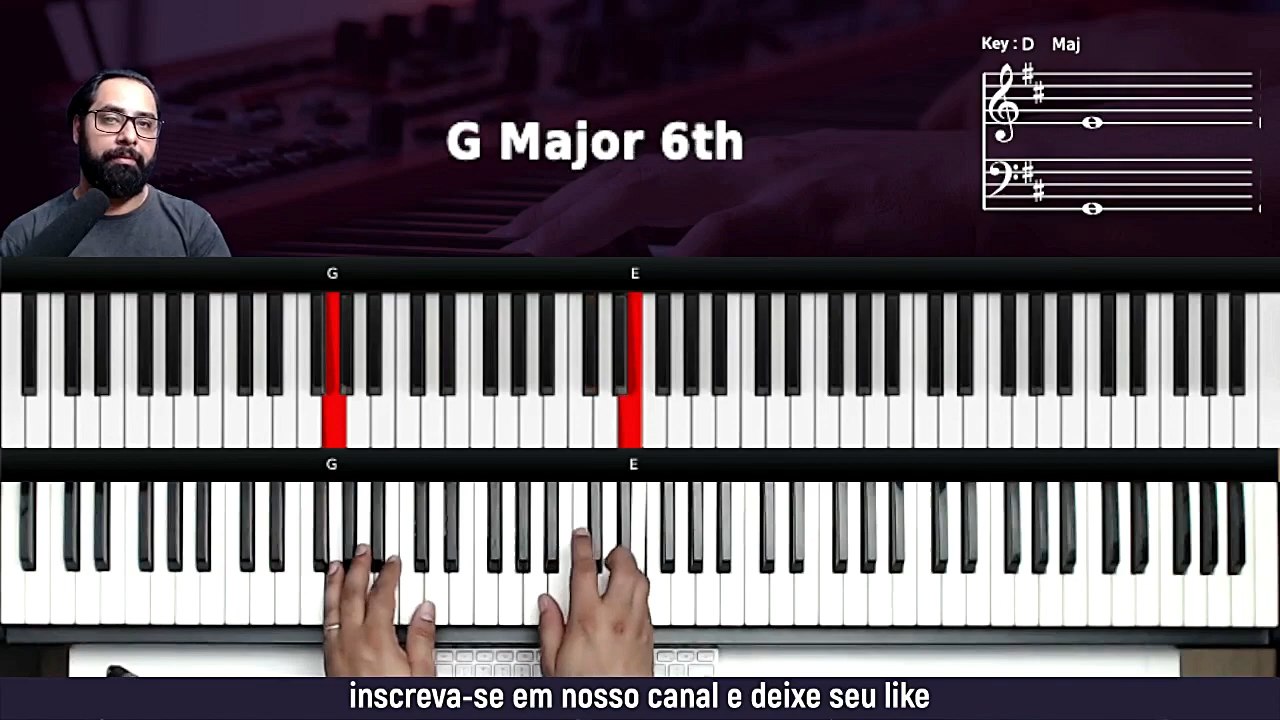 Key : D Maj
G Major 6th
G E
G E
inscreva-se em nosso canal e deixe seu like